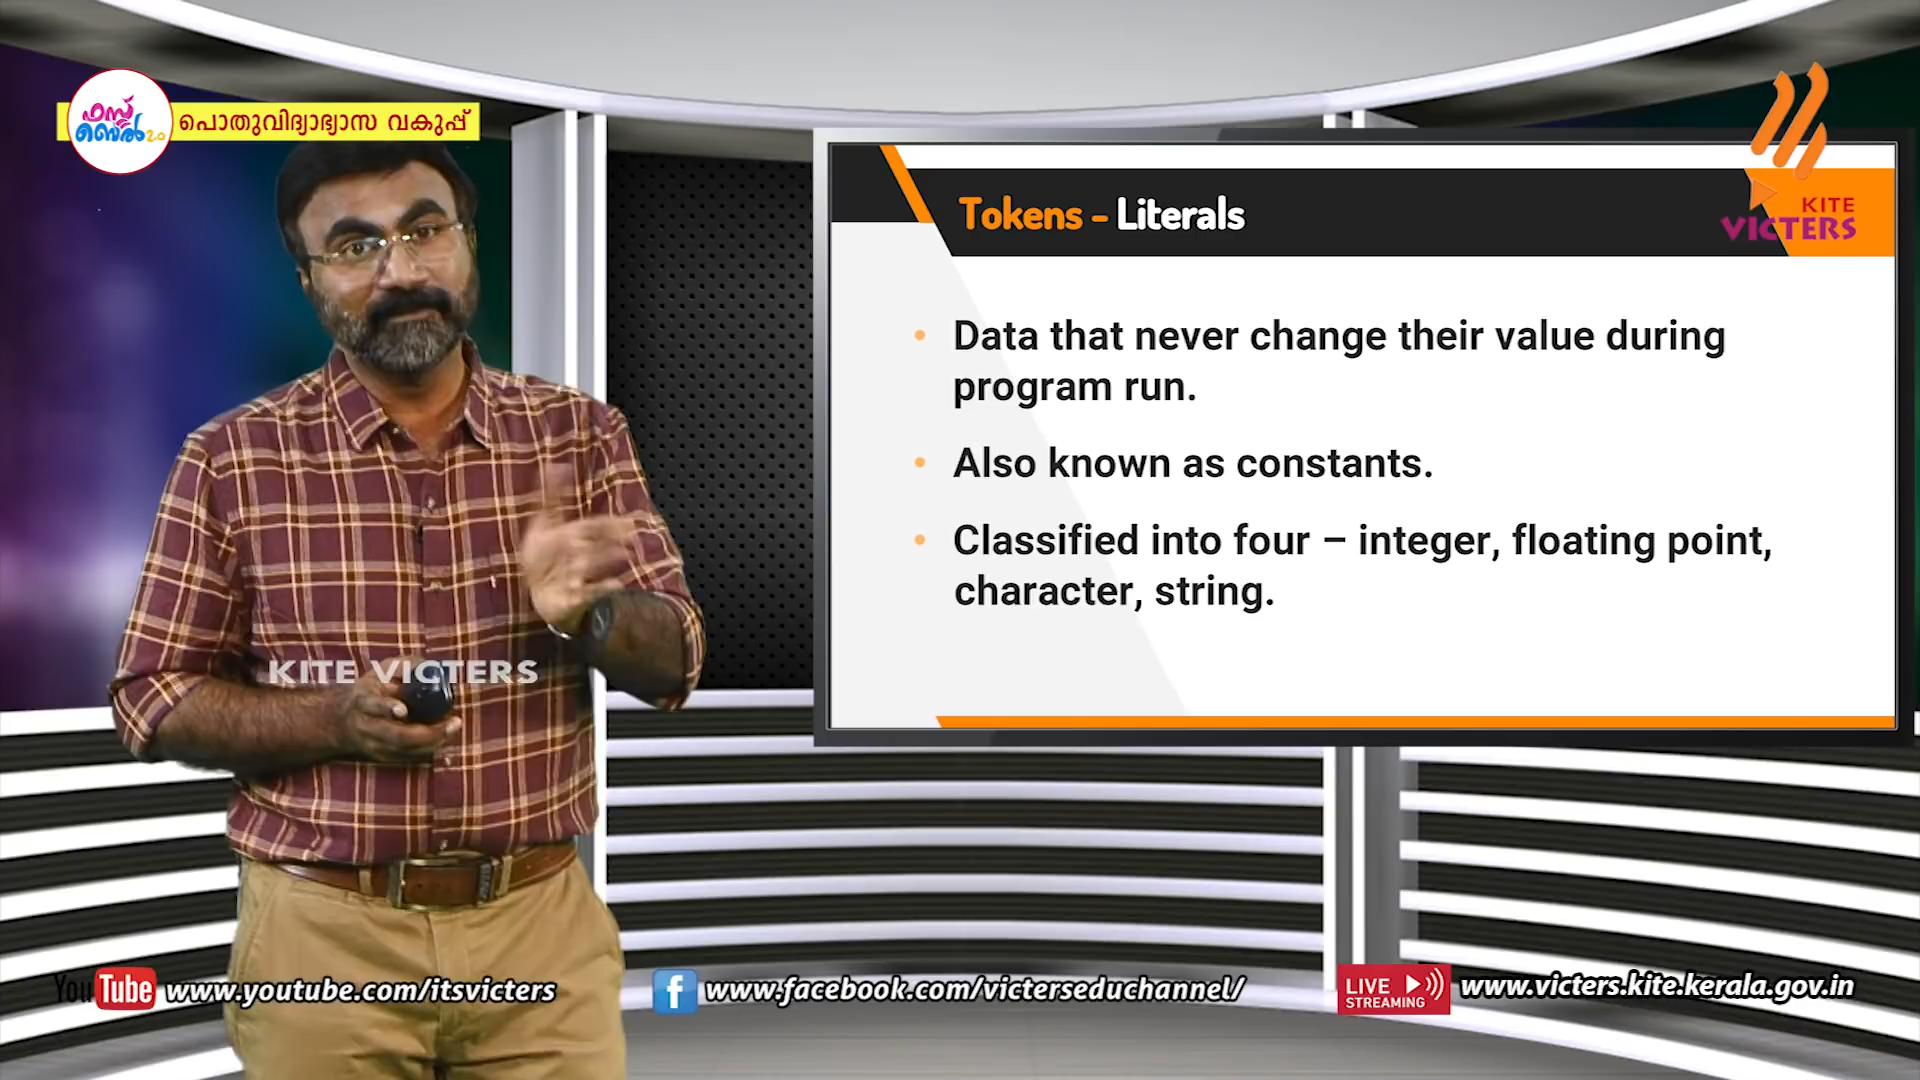 ഫസ്റ്റ്
ബെൽ 2.0
പൊതുവിദ്യാഭ്യാസ വകുപ്പ്
KITE
VICTERS
Tokens - Literals
• Data that never change their value during
program run.
• Also known as constants.
• Classified into four – integer, floating point,
character, string.
KITE VICTERS
YouTube www.youtube.com/itsvicters
f www.facebook.com/victerseduchannel/
LIVE
STREAMING
www.victers.kite.kerala.gov.in